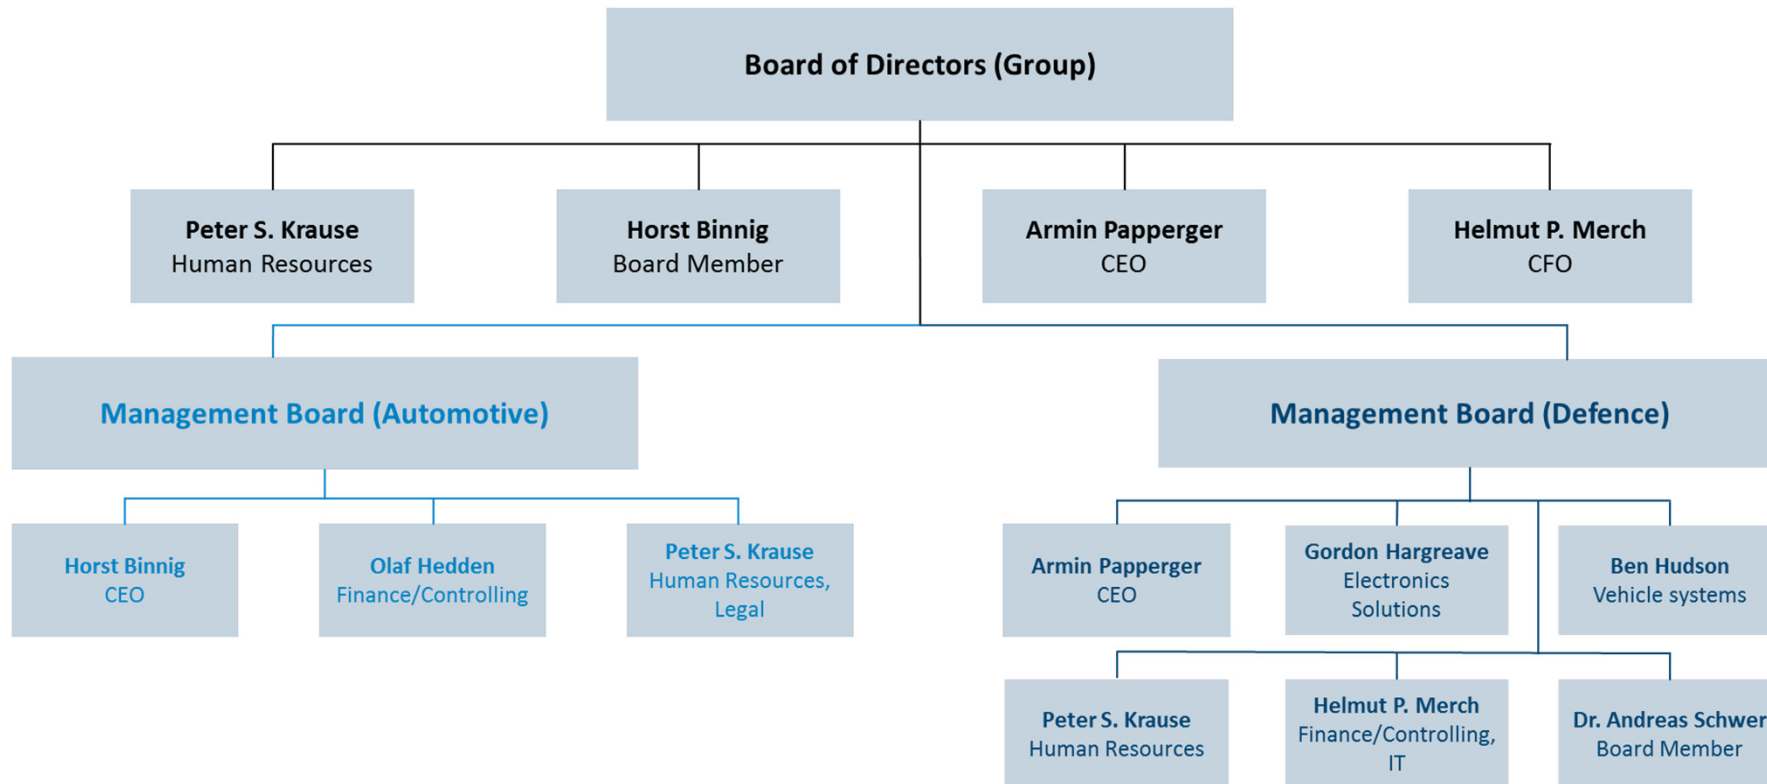 Board of Directors (Group)
Peter S. Krause
Human Resources
Horst Binnig
Board Member
Armin Papperger
CEO
Helmut P. Merch
CFO
Management Board (Automotive)
Management Board (Defence)
Horst Binnig
CEO
Olaf Hedden
Finance/Controlling
Peter S. Krause
Human Resources,
Legal
Armin Papperger
CEO
Gordon Hargreave
Electronics
Solutions
Ben Hudson
Vehicle systems
Peter S. Krause
Human Resources
Helmut P. Merch
Finance/Controlling,
IT
Dr. Andreas Schwer
Board Member